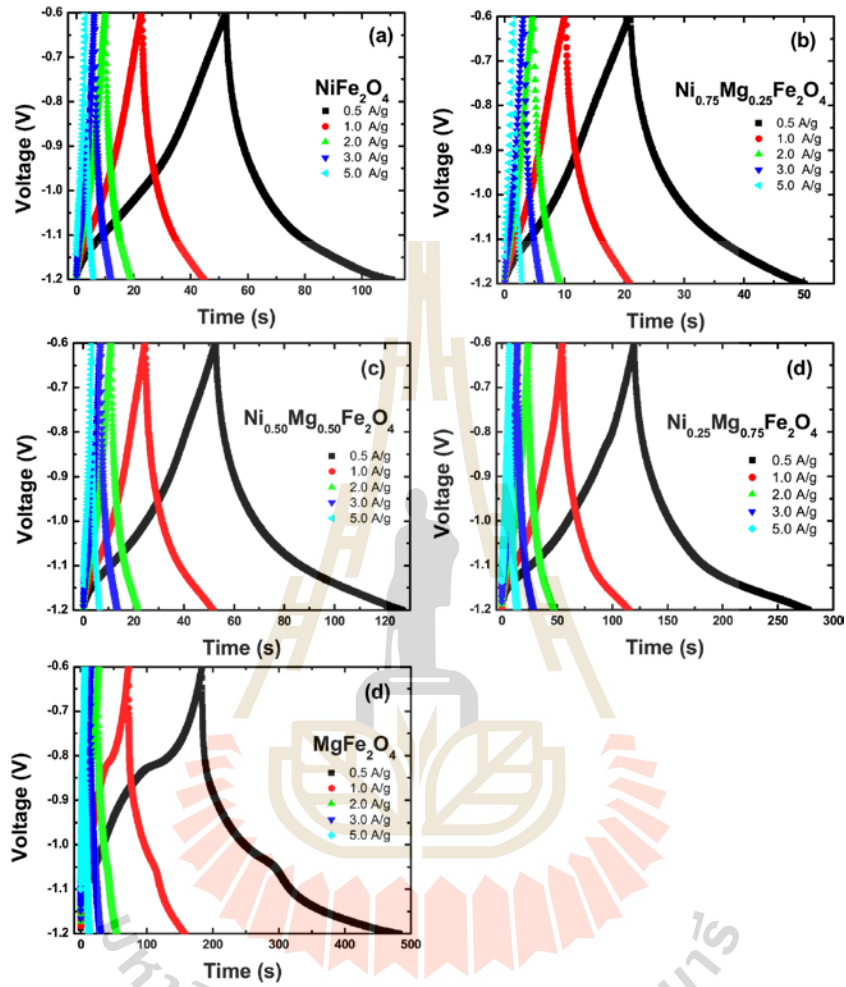 -0.6
-0.7
-0.8
-0.9
-1.0
-1.1
-1.2
Voltage (V)
(a)
NiFe₂O₄
0.5 A/g
1.0 A/g
2.0 A/g
3.0 A/g
5.0 A/g
0 20 40 60 80 100
Time (s)
-0.6
-0.7
-0.8
-0.9
-1.0
-1.1
-1.2
Voltage (V)
(b)
Ni₀.₇₅Mg₀.₂₅Fe₂O₄
0.5 A/g
1.0 A/g
2.0 A/g
3.0 A/g
5.0 A/g
0 10 20 30 40 50
Time (s)
-0.6
-0.7
-0.8
-0.9
-1.0
-1.1
-1.2
Voltage (V)
(c)
Ni₀.₅₀Mg₀.₅₀Fe₂O₄
0.5 A/g
1.0 A/g
2.0 A/g
3.0 A/g
5.0 A/g
0 20 40 60 80 100 120
Time (s)
-0.6
-0.7
-0.8
-0.9
-1.0
-1.1
-1.2
Voltage (V)
(d)
Ni₀.₂₅Mg₀.₇₅Fe₂O₄
0.5 A/g
1.0 A/g
2.0 A/g
3.0 A/g
5.0 A/g
0 50 100 150 200 250 300
Time (s)
-0.6
-0.7
-0.8
-0.9
-1.0
-1.1
-1.2
Voltage (V)
(d)
MgFe₂O₄
0.5 A/g
1.0 A/g
2.0 A/g
3.0 A/g
5.0 A/g
0 100 200 300 400 500
Time (s)